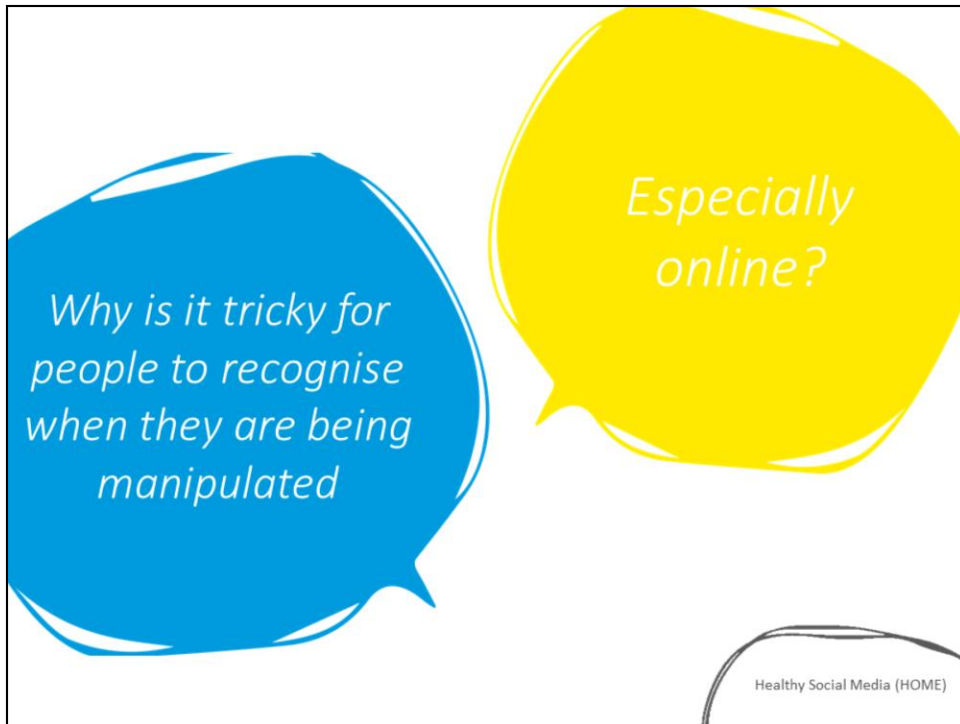 Why is it tricky for
people to recognise
when they are being
manipulated
Especially
online?
Healthy Social Media (HOME)